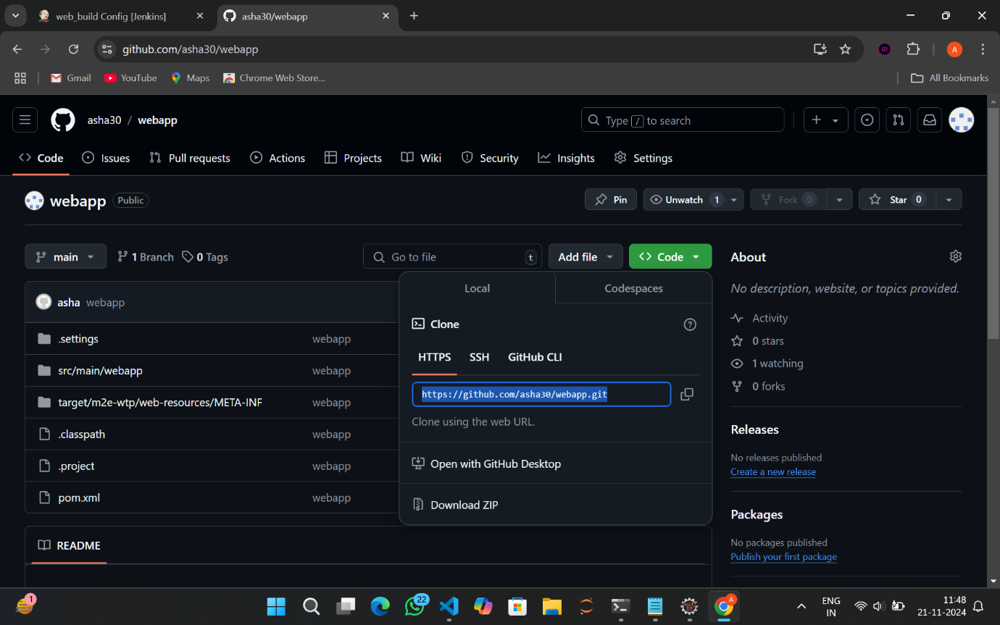 web_build Config [Jenkins]
asha30/webapp
github.com/asha30/webapp
A
Gmail
YouTube
Maps
Chrome Web Store...
All Bookmarks
asha30 / webapp
Type / to search
Code
Issues
Pull requests
Actions
Projects
Wiki
Security
Insights
Settings
webapp Public
Pin
Unwatch 1
Fork 0
Star 0
main
1 Branch
0 Tags
Go to file t
Add file
Code
asha webapp
.settings webapp
src/main/webapp webapp
target/m2e-wtp/web-resources/META-INF webapp
.classpath webapp
.project webapp
pom.xml webapp
README
Local
Codespaces
Clone
HTTPS
SSH
GitHub CLI
https://github.com/asha30/webapp.git
Clone using the web URL.
Open with GitHub Desktop
Download ZIP
About
No description, website, or topics provided.
Activity
0 stars
1 watching
0 forks
Releases
No releases published
Create a new release
Packages
No packages published
Publish your first package
1
22
A
ENG
IN
11:48
21-11-2024